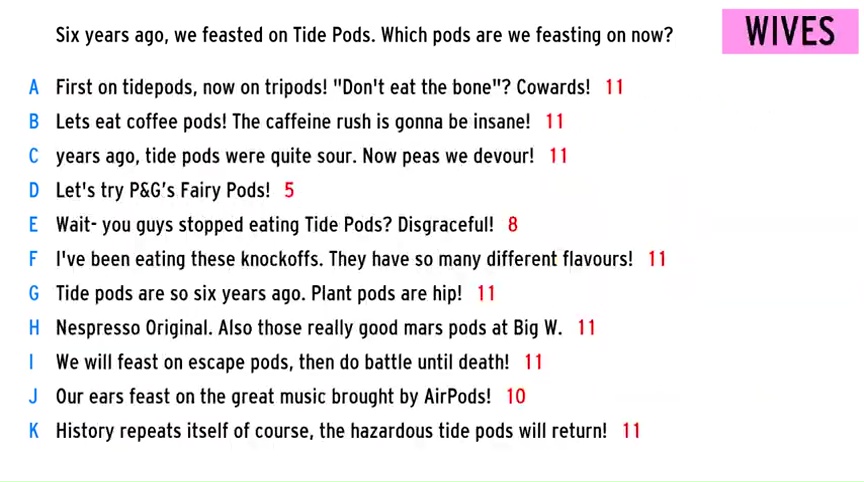 Six years ago, we feasted on Tide Pods. Which pods are we feasting on now?
WIVES
A First on tidepods, now on tripods! "Don't eat the bone"? Cowards! 11
B Lets eat coffee pods! The caffeine rush is gonna be insane! 11
C years ago, tide pods were quite sour. Now peas we devour! 11
D Let's try P&G's Fairy Pods! 5
E Wait- you guys stopped eating Tide Pods? Disgraceful! 8
F I've been eating these knockoffs. They have so many different flavours! 11
G Tide pods are so six years ago. Plant pods are hip! 11
H Nespresso Original. Also those really good mars pods at Big W. 11
I We will feast on escape pods, then do battle until death! 11
J Our ears feast on the great music brought by AirPods! 10
K History repeats itself of course, the hazardous tide pods will return! 11